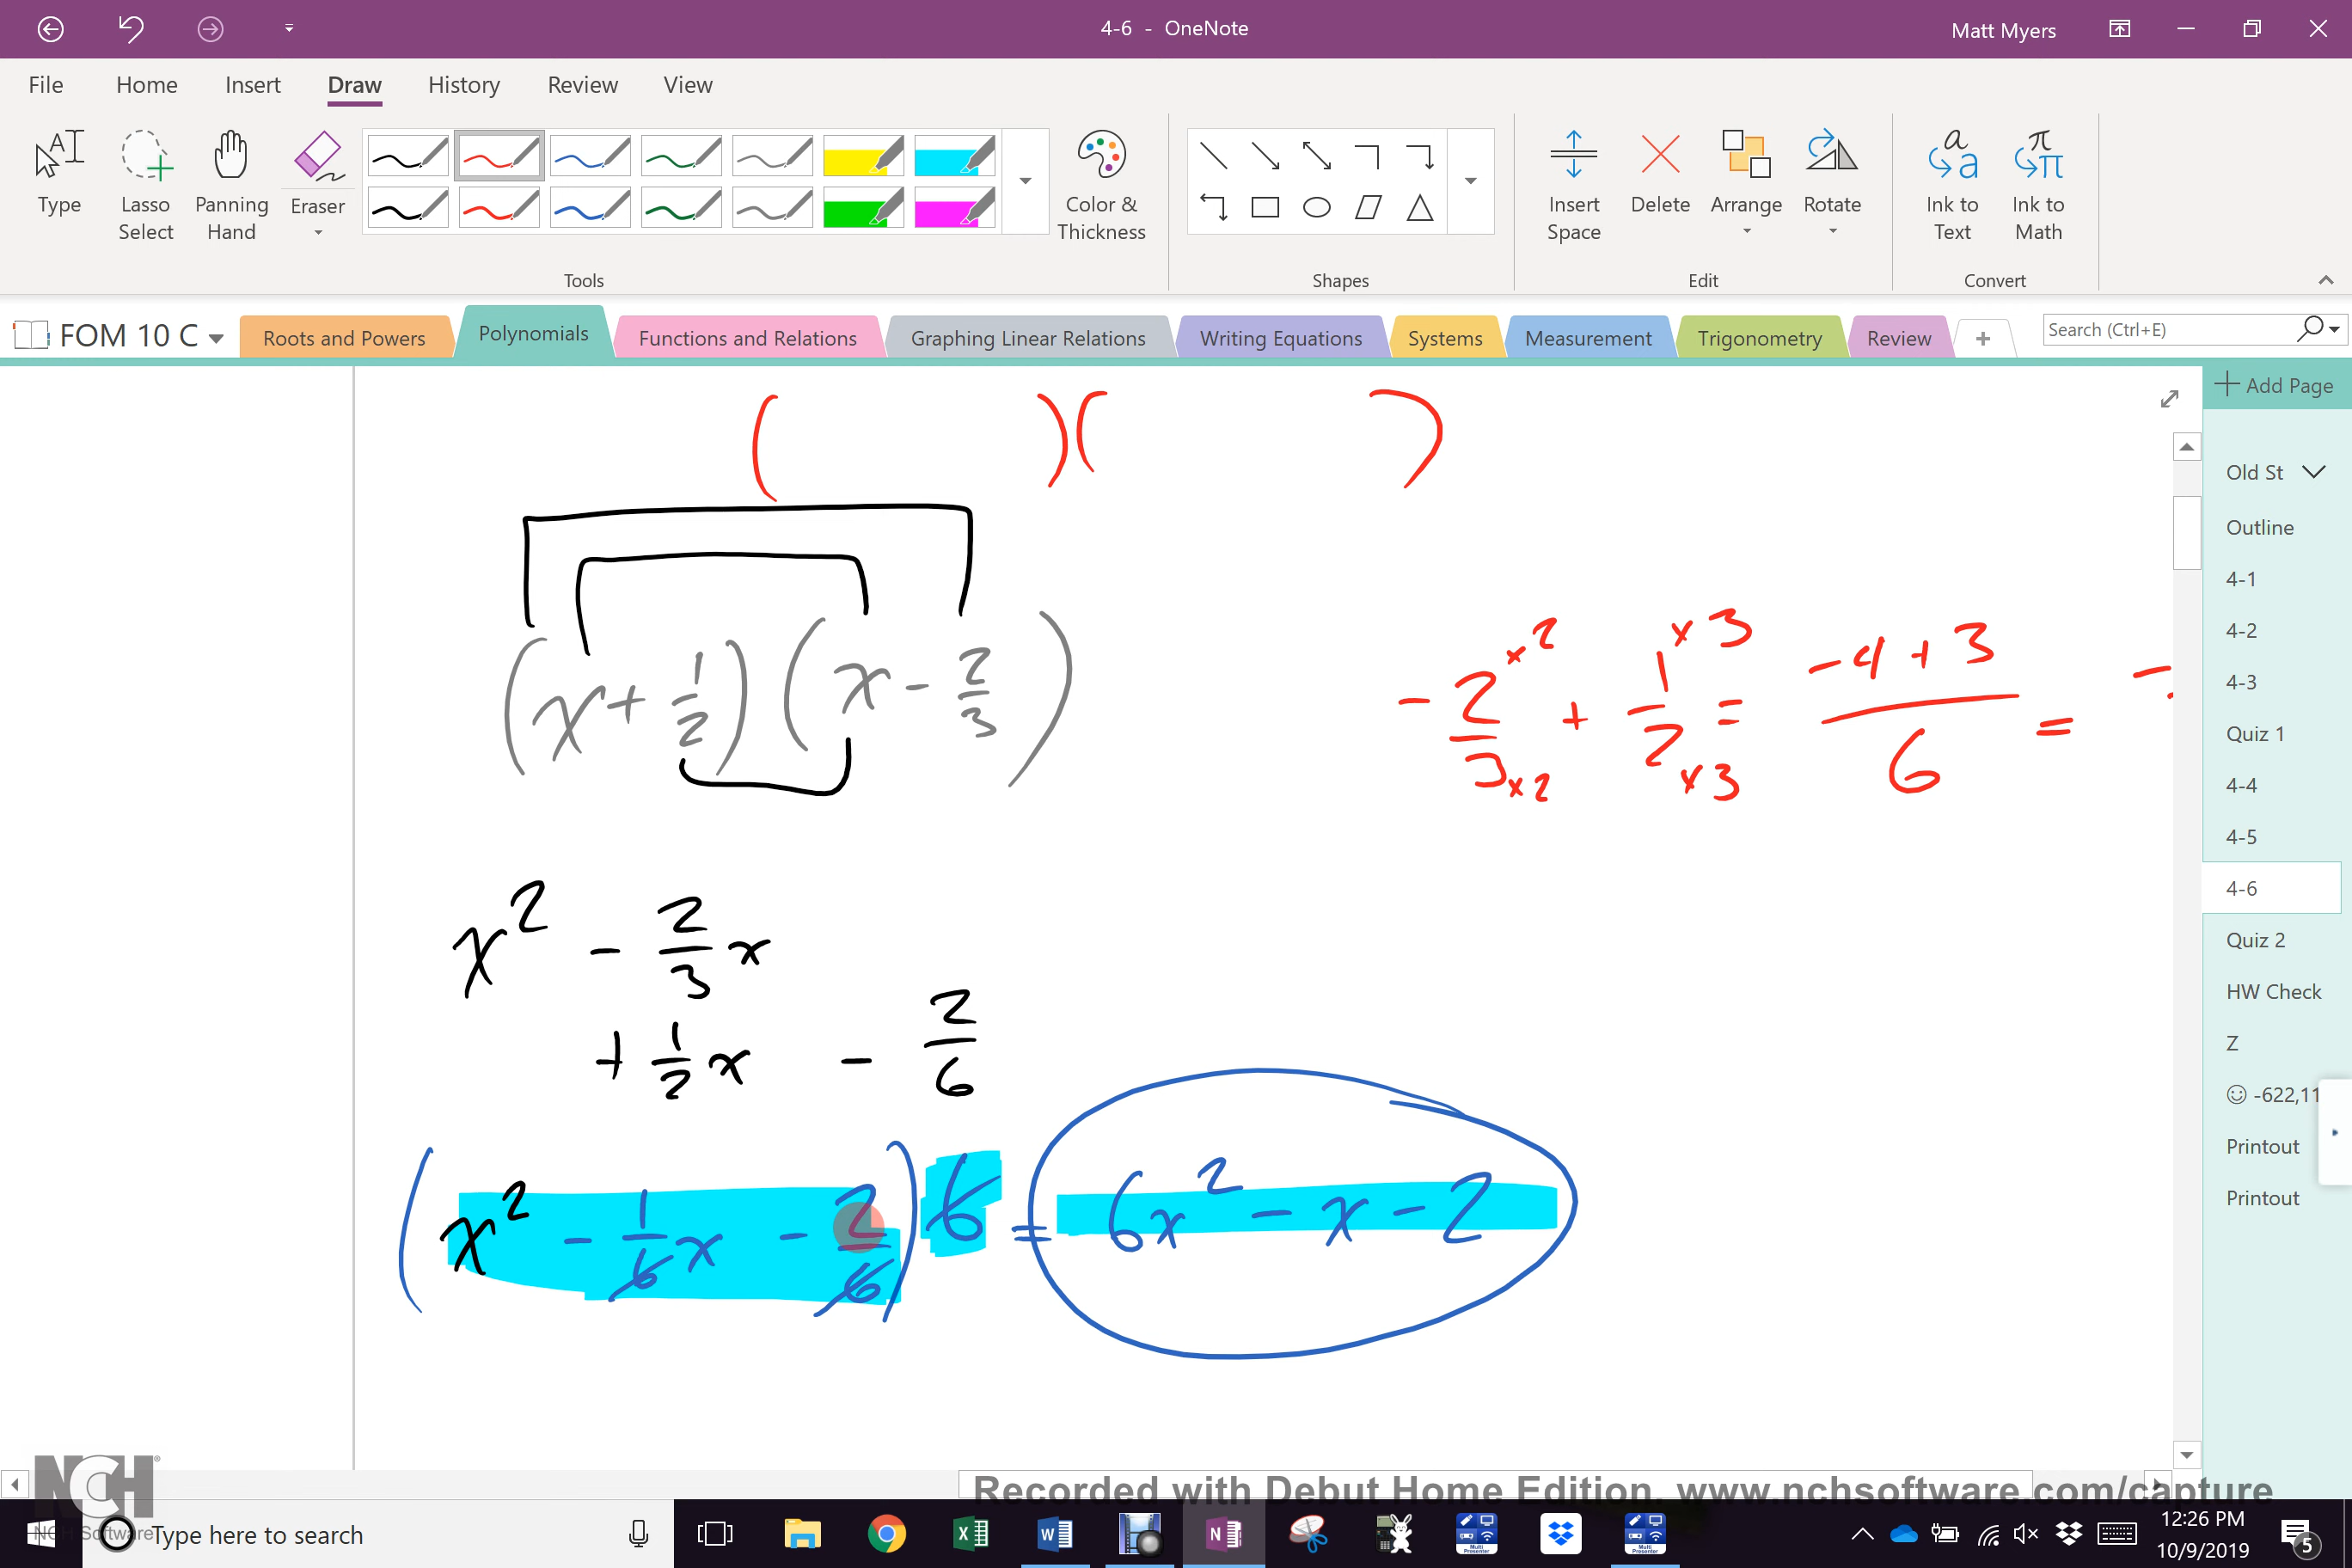 4-6 - OneNote
Matt Myers
File Home Insert Draw History Review View
Type
Lasso Select
Panning Hand
Eraser
Color & Thickness
Insert Space
Delete
Arrange
Rotate
Ink to Text
Ink to Math
Tools
Shapes
Edit
Convert
FOM 10 C
Roots and Powers
Polynomials
Functions and Relations
Graphing Linear Relations
Writing Equations
Systems
Measurement
Trigonometry
Review
Search (Ctrl+E)
Add Page
Old St
Outline
4-1
4-2
4-3
Quiz 1
4-4
4-5
4-6
Quiz 2
HW Check
Z
-622,11
Printout
Printout
( )( )
(x + 1/2)(x - 2/3)
- 2/3 ×2 ×2 + 1/2 ×3 ×3 = -4+3/6 = -
x² - 2/3 x
+ 1/2 x - 2/6
(x² - 1/6 x - 2/6) 6 = 6x² - x - 2
NCH
NCH Software
Recorded with Debut Home Edition. www.nchsoftware.com/capture
Type here to search
12:26 PM
10/9/2019
5